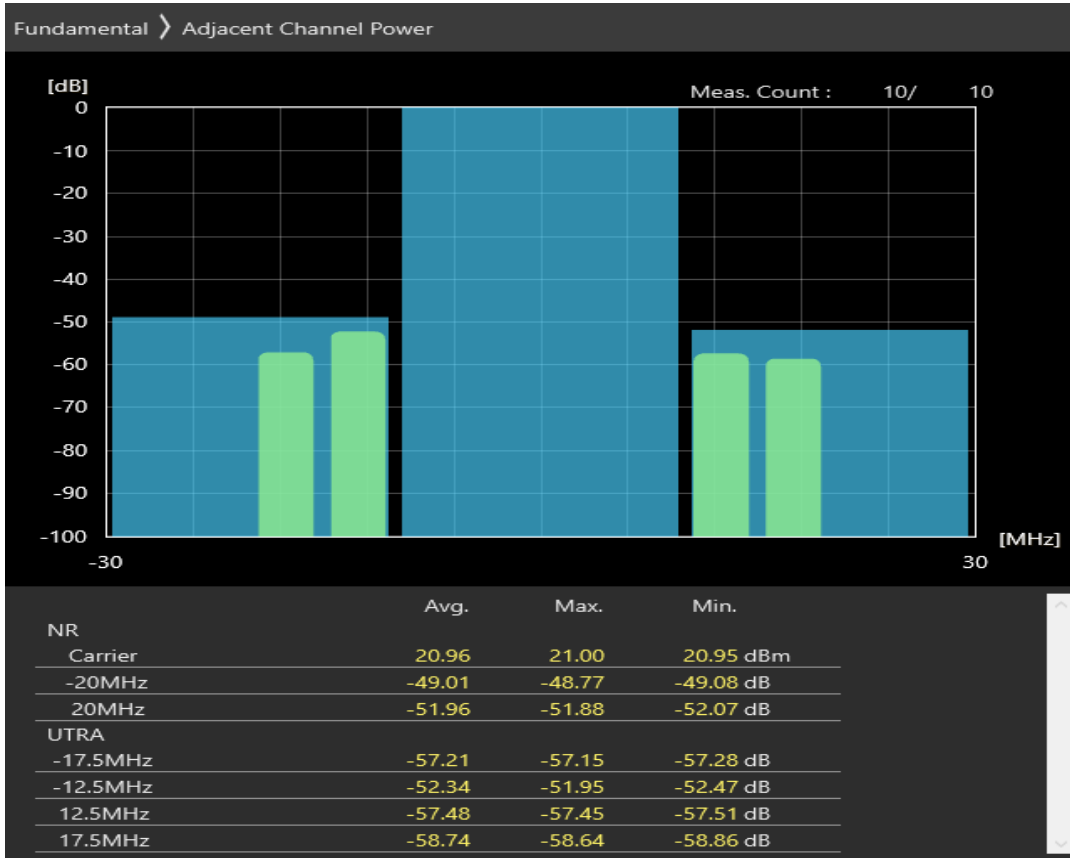 Fundamental ❯ Adjacent Channel Power
[dB]
Meas. Count : 10/ 10
0
-10
-20
-30
-40
-50
-60
-70
-80
-90
-100
[MHz]
-30 30
Avg. Max. Min.
NR
Carrier 20.96 21.00 20.95 dBm
-20MHz -49.01 -48.77 -49.08 dB
20MHz -51.96 -51.88 -52.07 dB
UTRA
-17.5MHz -57.21 -57.15 -57.28 dB
-12.5MHz -52.34 -51.95 -52.47 dB
12.5MHz -57.48 -57.45 -57.51 dB
17.5MHz -58.74 -58.64 -58.86 dB